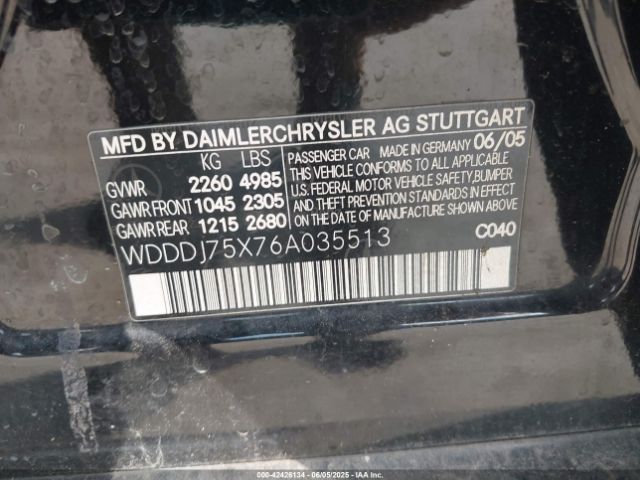 MFD BY DAIMLERCHRYSLER AG STUTTGART
KG LBS
GVWR 2260 4985
GAWR FRONT 1045 2305
GAWR REAR 1215 2680
PASSENGER CAR MADE IN GERMANY 06/05
THIS VEHICLE CONFORMS TO ALL APPLICABLE
U.S. FEDERAL MOTOR VEHICLE SAFETY,BUMPER
AND THEFT PREVENTION STANDARDS IN EFFECT
ON THE DATE OF MANUFACTURE SHOWN ABOVE
WDDDJ75X76A035513
C040
000-42426134 - 06/05/2025 - IAAI.COM